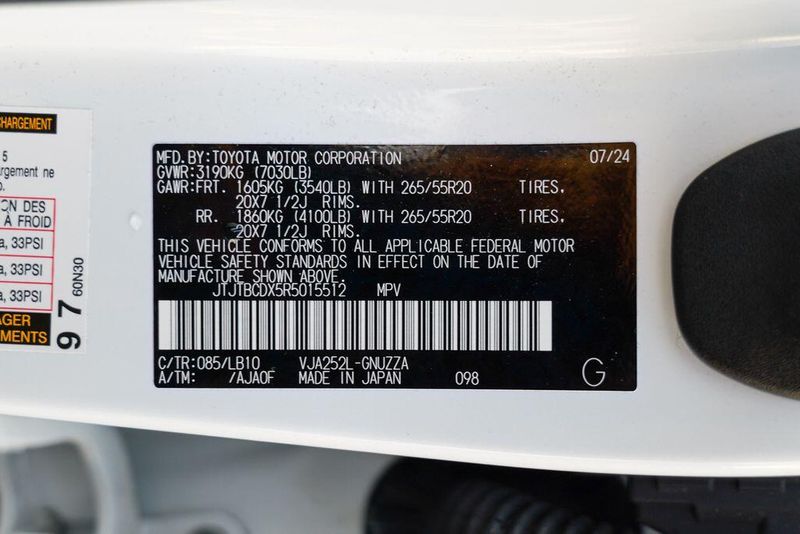 CHARGEMENT
5
argement ne
o.
ON DES
À FROID
a, 33PSI
a, 33PSI
a, 33PSI
AGER
MENTS
97
60N30
MFD.BY:TOYOTA MOTOR CORPORATION 07/24
GVWR:3190KG (7030LB)
GAWR:FRT. 1605KG (3540LB) WITH 265/55R20 TIRES.
20X7 1/2J RIMS.
RR. 1860KG (4100LB) WITH 265/55R20 TIRES.
20X7 1/2J RIMS.
THIS VEHICLE CONFORMS TO ALL APPLICABLE FEDERAL MOTOR
VEHICLE SAFETY STANDARDS IN EFFECT ON THE DATE OF
MANUFACTURE SHOWN ABOVE.
JTJTBCDX5R5015512 MPV
C/TR:085/LB10 VJA252L-GNUZZA
A/TM: /AJA0F MADE IN JAPAN 098 G